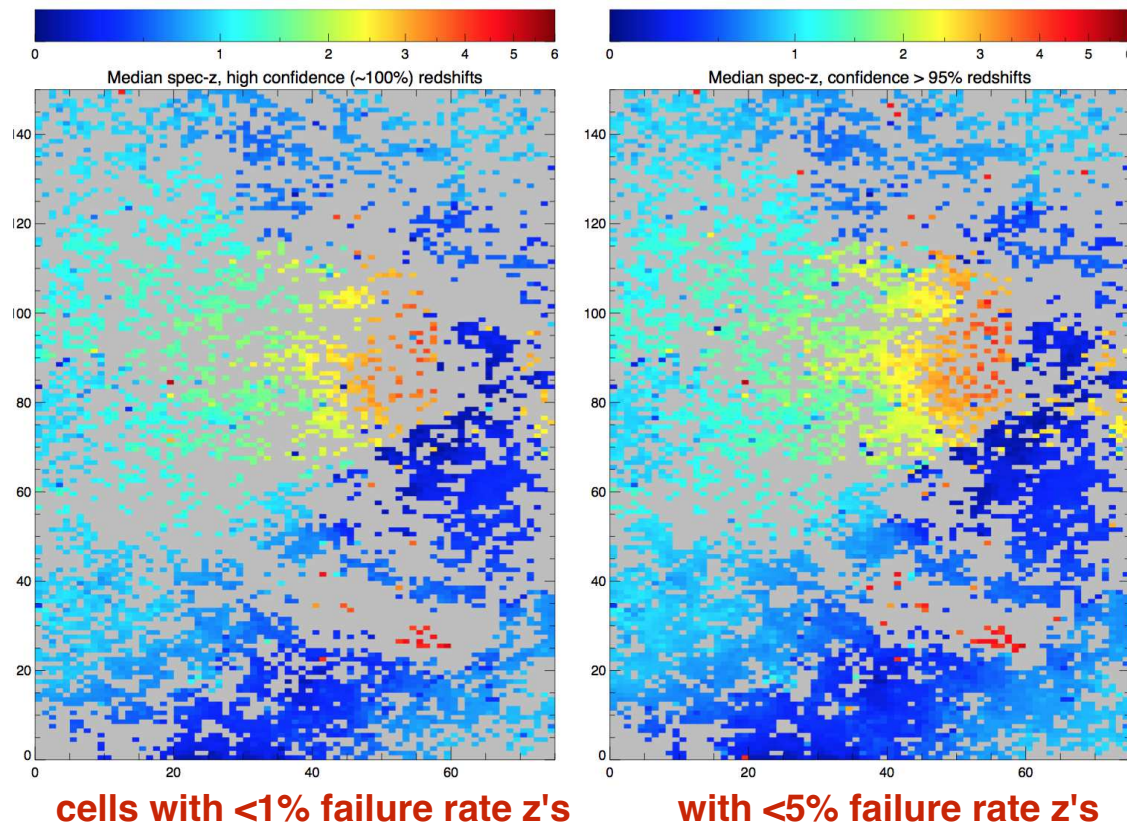 0 1 2 3 4 5 6
0 1 2 3 4 5 6
Median spec-z, high confidence (~100%) redshifts
Median spec-z, confidence > 95% redshifts
140
120
100
80
60
40
20
0
0 20 40 60
140
120
100
80
60
40
20
0
0 20 40 60
cells with <1% failure rate z's
with <5% failure rate z's